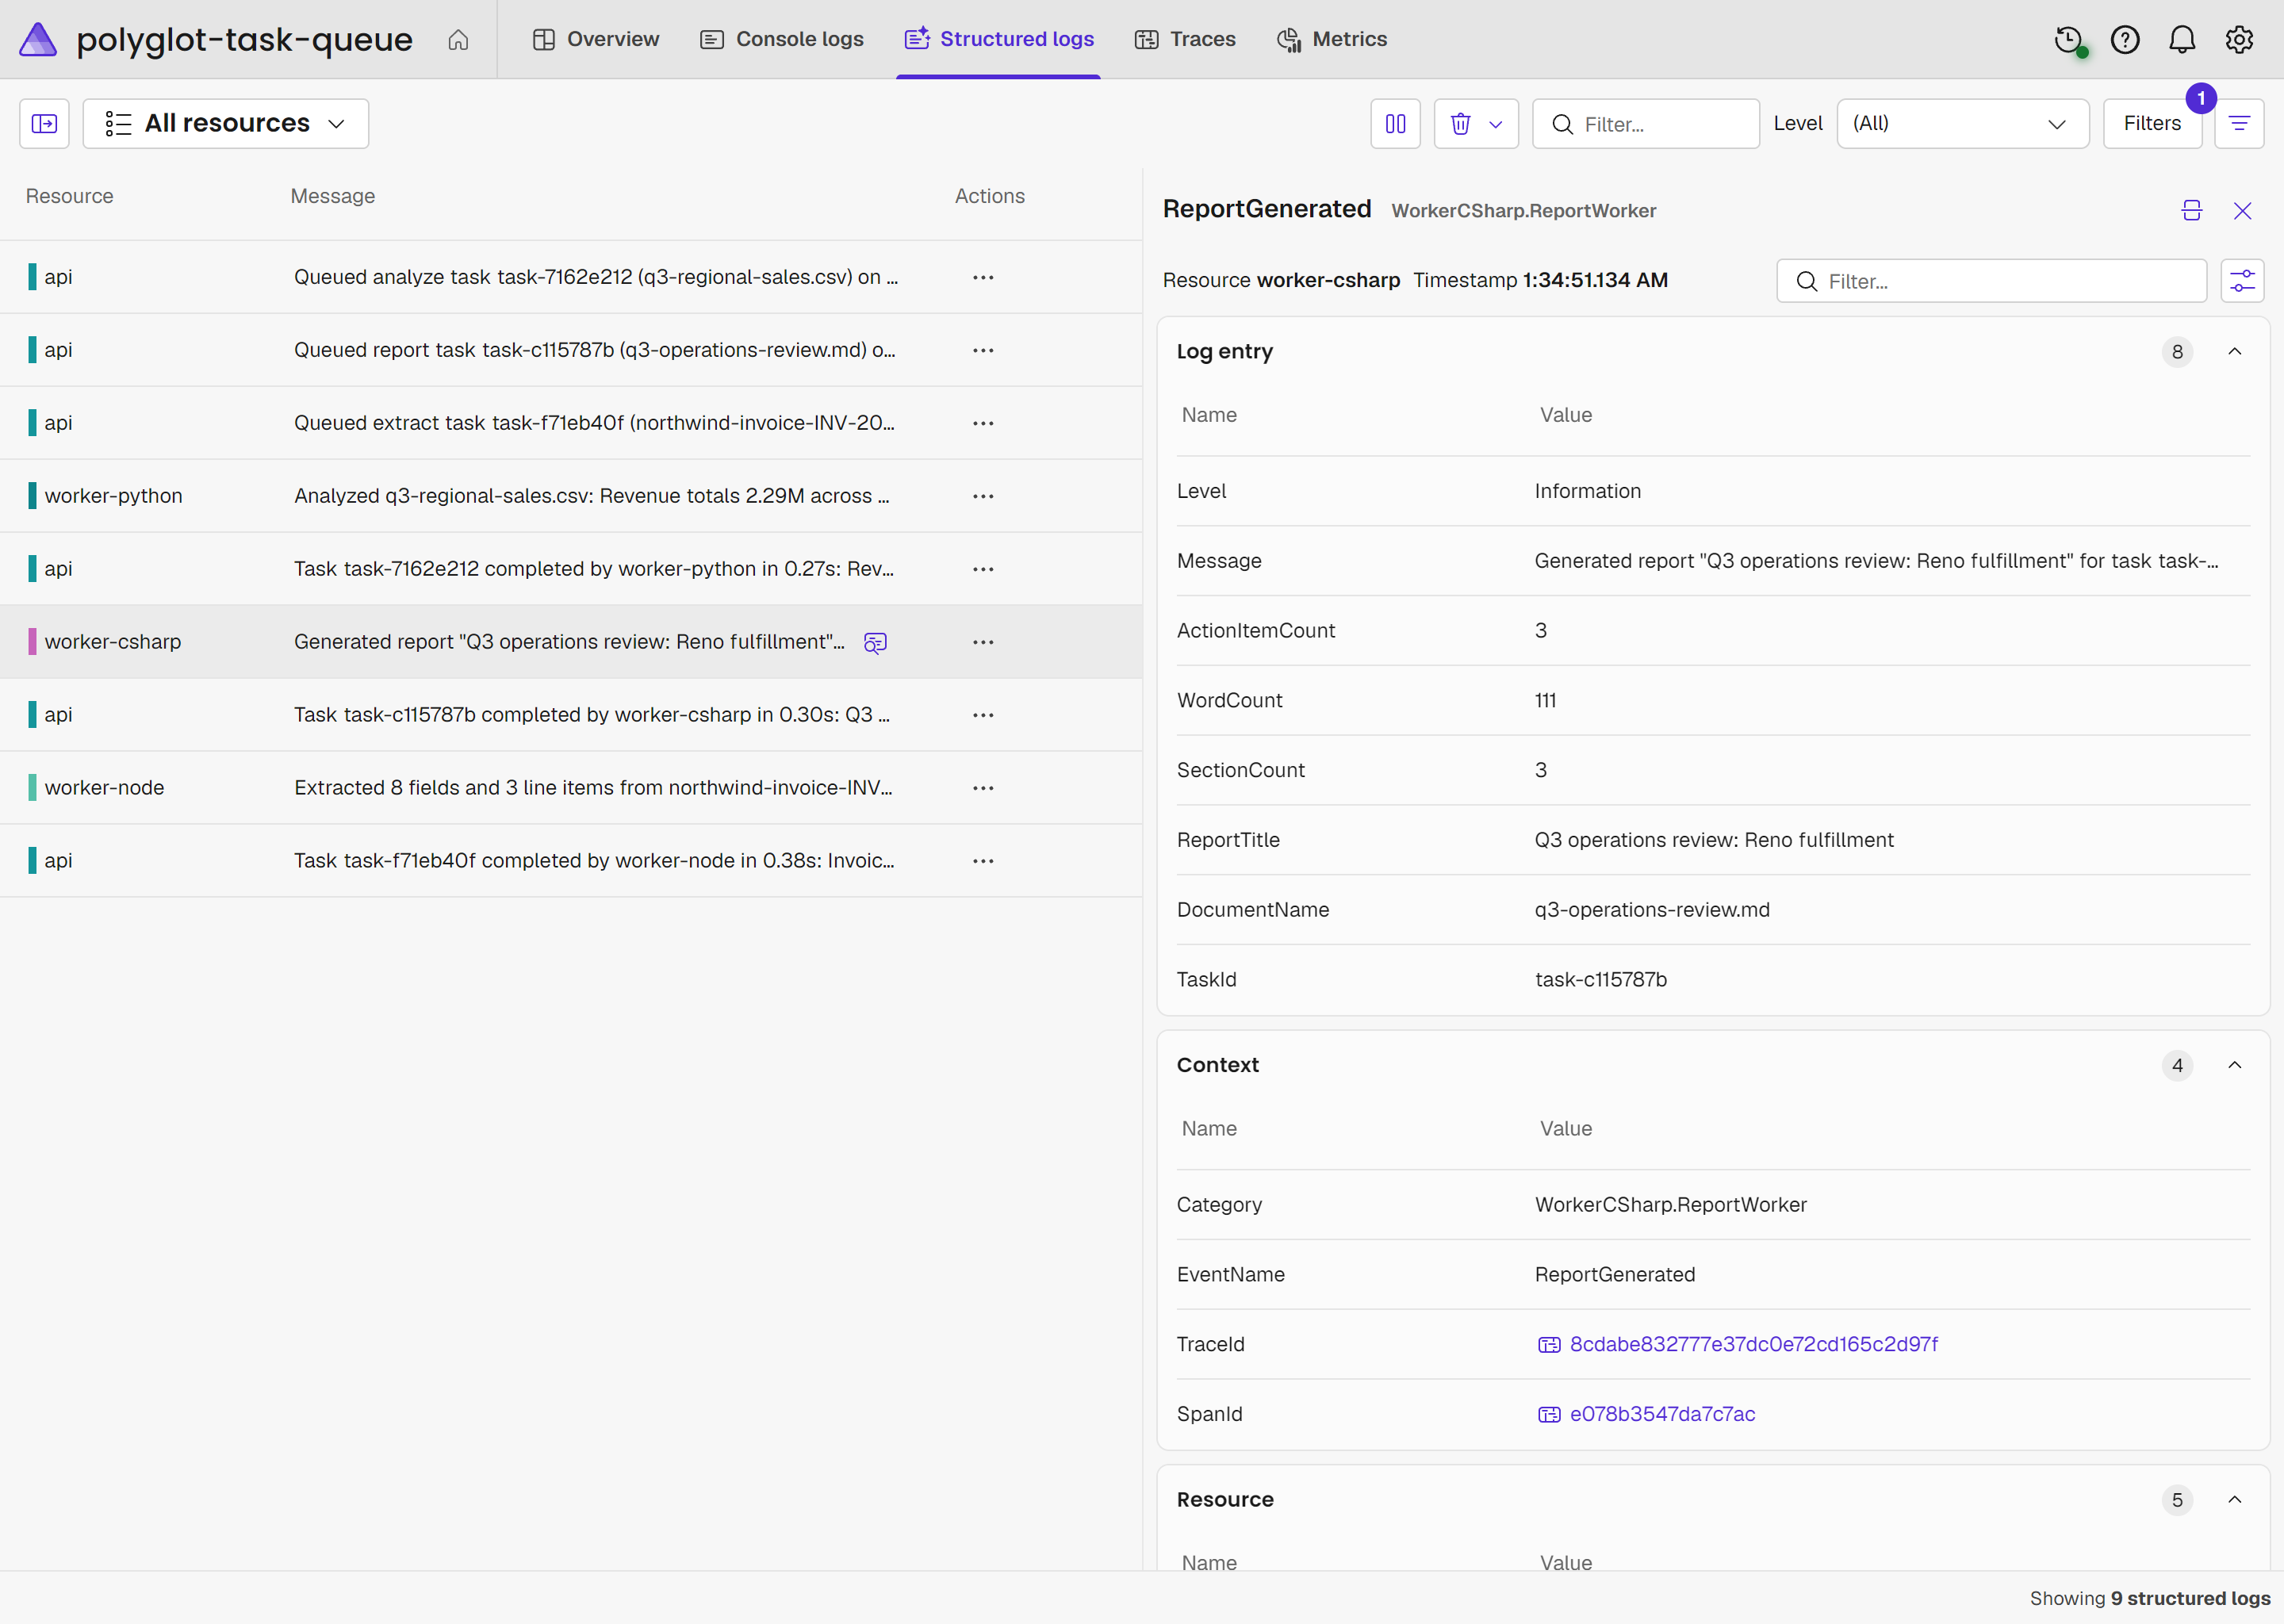 polyglot-task-queue
Overview
Console logs
Structured logs
Traces
Metrics
All resources
Filter...
Level
(All)
Filters
1
Resource Message Actions
api Queued analyze task task-7162e212 (q3-regional-sales.csv) on ...
api Queued report task task-c115787b (q3-operations-review.md) o...
api Queued extract task task-f71eb40f (northwind-invoice-INV-20...
worker-python Analyzed q3-regional-sales.csv: Revenue totals 2.29M across ...
api Task task-7162e212 completed by worker-python in 0.27s: Rev...
worker-csharp Generated report "Q3 operations review: Reno fulfillment"...
api Task task-c115787b completed by worker-csharp in 0.30s: Q3 ...
worker-node Extracted 8 fields and 3 line items from northwind-invoice-INV...
api Task task-f71eb40f completed by worker-node in 0.38s: Invoic...
ReportGenerated WorkerCSharp.ReportWorker
Resource worker-csharp Timestamp 1:34:51.134 AM
Filter...
Log entry 8
Name Value
Level Information
Message Generated report "Q3 operations review: Reno fulfillment" for task task-...
ActionItemCount 3
WordCount 111
SectionCount 3
ReportTitle Q3 operations review: Reno fulfillment
DocumentName q3-operations-review.md
TaskId task-c115787b
Context 4
Name Value
Category WorkerCSharp.ReportWorker
EventName ReportGenerated
TraceId 8cdabe832777e37dc0e72cd165c2d97f
SpanId e078b3547da7c7ac
Resource 5
Name Value
Showing 9 structured logs